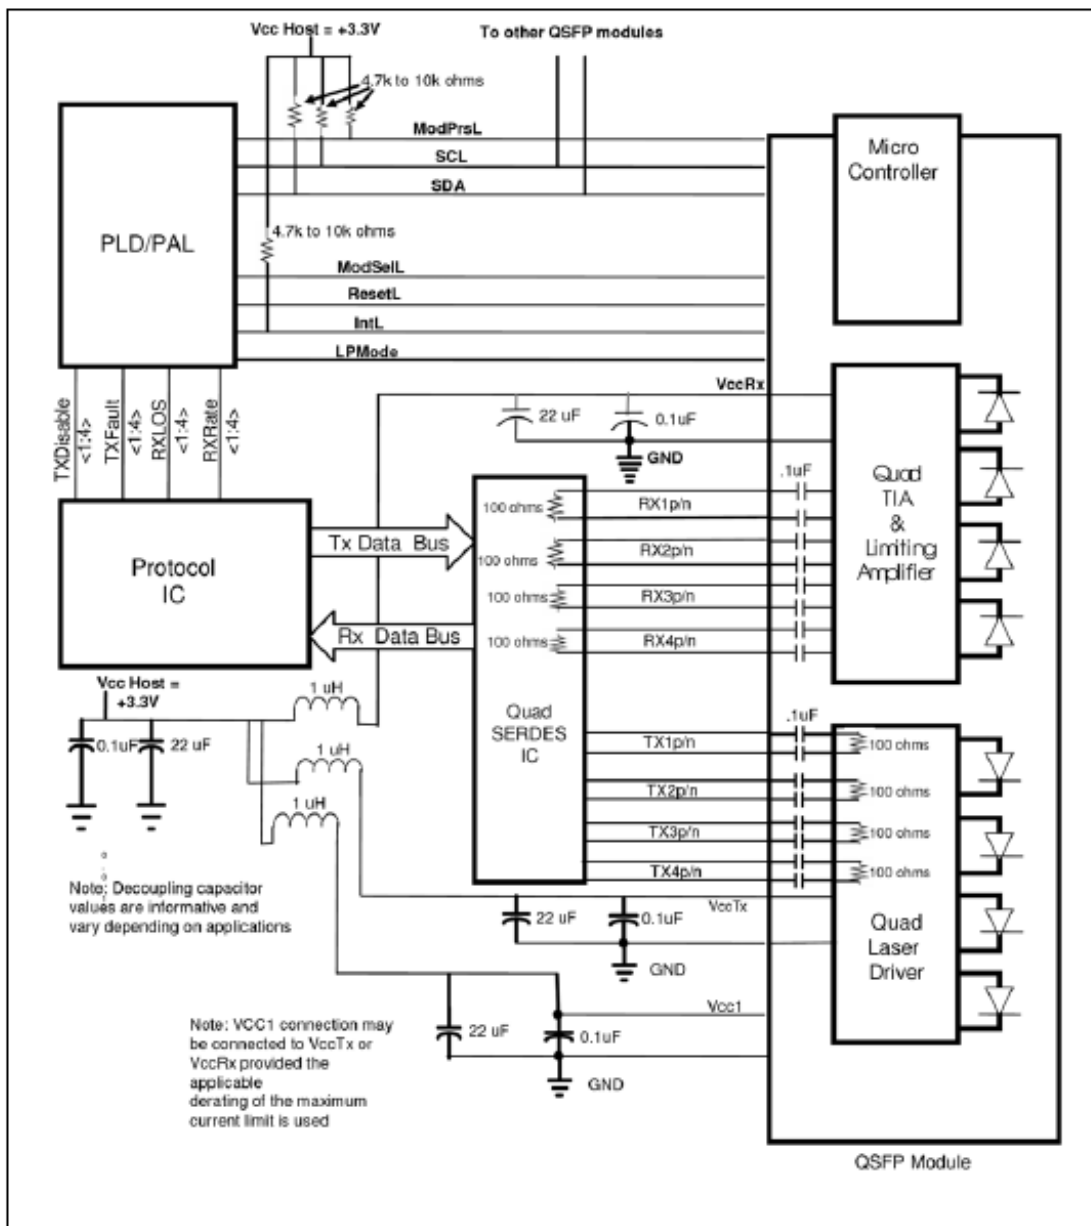 Vcc Host = +3.3V
To other QSFP modules
4.7k to 10k ohms
ModPrsL
SCL
SDA
PLD/PAL
4.7k to 10k ohms
ModSelL
ResetL
IntL
LPMode
Micro
Controller
TXDisable
<1:4>
TXFault
<1:4>
RXLOS
<1:4>
RXRate
<1:4>
VccRx
22 uF
0.1uF
GND
Quad
TIA
&
Limiting
Amplifier
.1uF
100 ohms
RX1p/n
100 ohms
RX2p/n
100 ohms
RX3p/n
100 ohms
RX4p/n
Protocol
IC
Tx Data Bus
Rx Data Bus
Vcc Host =
+3.3V
0.1uF
22 uF
1 uH
1 uH
1 uH
Quad
SERDES
IC
.1uF
TX1p/n
100 ohms
TX2p/n
100 ohms
TX3p/n
100 ohms
TX4p/n
100 ohms
Note: Decoupling capacitor
values are informative and
vary depending on applications
VccTx
22 uF
0.1uF
GND
Quad
Laser
Driver
Vcc1
22 uF
0.1uF
GND
Note: VCC1 connection may
be connected to VccTx or
VccRx provided the
applicable
derating of the maximum
current limit is used
QSFP Module